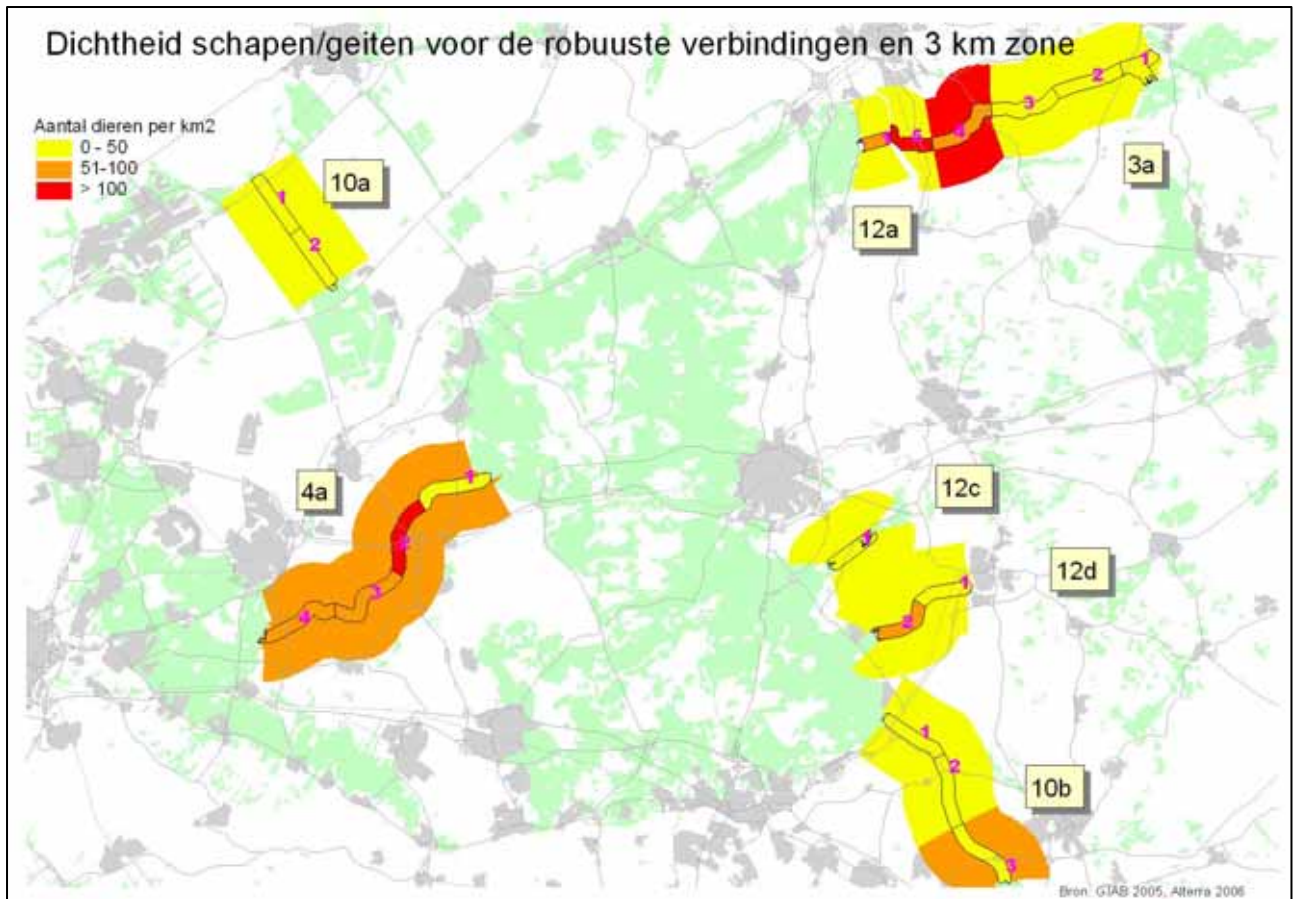 Dichtheid schapen/geiten voor de robuuste verbindingen en 3 km zone
Aantal dieren per km2
0 - 50
51-100
> 100
10a
1
2
3a
1
2
3
4
5
12a
4a
1
2
3
4
12c
1
12d
1
2
10b
1
2
3
Bron: GIAB 2005, Alterra 2006